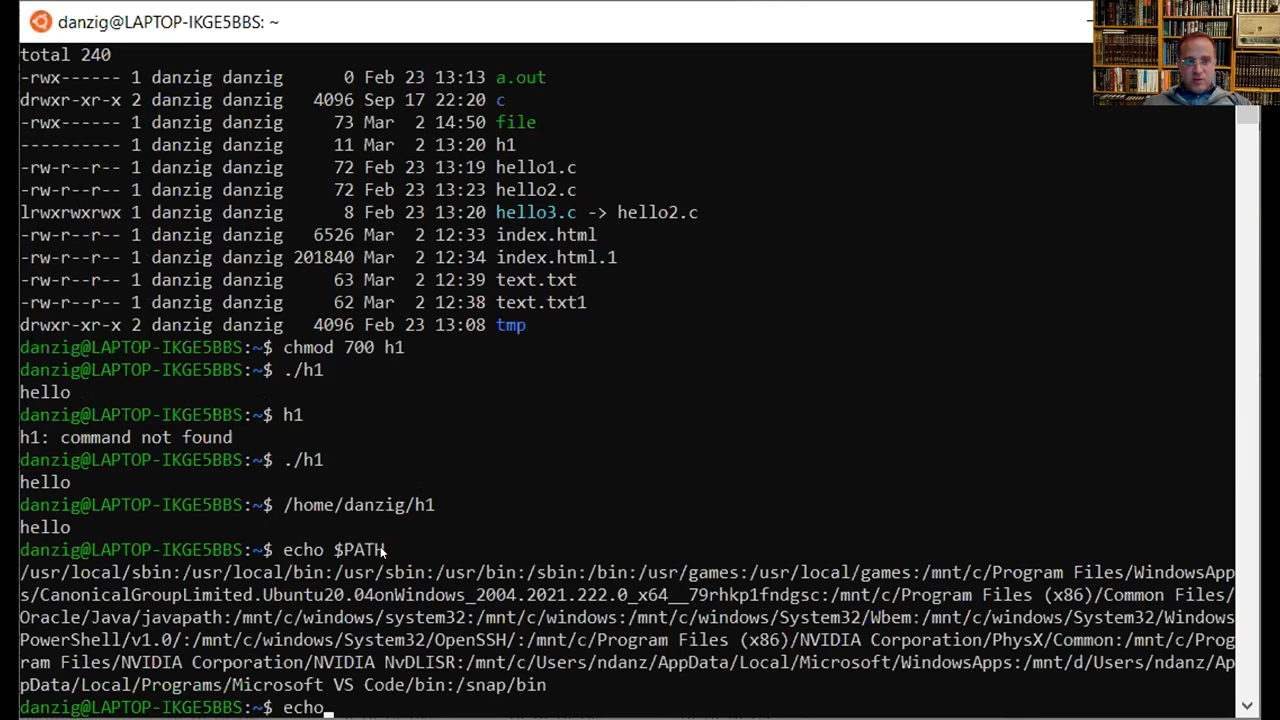 danzig@LAPTOP-IKGE5BBS: ~
total 240
-rwx------ 1 danzig danzig      0 Feb 23 13:13 a.out
drwxr-xr-x 2 danzig danzig   4096 Sep 17 22:20 c
-rwx------ 1 danzig danzig     73 Mar  2 14:50 file
---------- 1 danzig danzig     11 Mar  2 13:20 h1
-rw-r--r-- 1 danzig danzig     72 Feb 23 13:19 hello1.c
-rw-r--r-- 1 danzig danzig     72 Feb 23 13:23 hello2.c
lrwxrwxrwx 1 danzig danzig      8 Feb 23 13:20 hello3.c -> hello2.c
-rw-r--r-- 1 danzig danzig   6526 Mar  2 12:33 index.html
-rw-r--r-- 1 danzig danzig 201840 Mar  2 12:34 index.html.1
-rw-r--r-- 1 danzig danzig     63 Mar  2 12:39 text.txt
-rw-r--r-- 1 danzig danzig     62 Mar  2 12:38 text.txt1
drwxr-xr-x 2 danzig danzig   4096 Feb 23 13:08 tmp
danzig@LAPTOP-IKGE5BBS:~$ chmod 700 h1
danzig@LAPTOP-IKGE5BBS:~$ ./h1
hello
danzig@LAPTOP-IKGE5BBS:~$ h1
h1: command not found
danzig@LAPTOP-IKGE5BBS:~$ ./h1
hello
danzig@LAPTOP-IKGE5BBS:~$ /home/danzig/h1
hello
danzig@LAPTOP-IKGE5BBS:~$ echo $PATH
/usr/local/sbin:/usr/local/bin:/usr/sbin:/usr/bin:/sbin:/bin:/usr/games:/usr/local/games:/mnt/c/Program Files/WindowsApp
s/CanonicalGroupLimited.Ubuntu20.04onWindows_2004.2021.222.0_x64__79rhkp1fndgsc:/mnt/c/Program Files (x86)/Common Files/
Oracle/Java/javapath:/mnt/c/windows/system32:/mnt/c/windows:/mnt/c/windows/System32/Wbem:/mnt/c/windows/System32/Windows
PowerShell/v1.0/:/mnt/c/windows/System32/OpenSSH/:/mnt/c/Program Files (x86)/NVIDIA Corporation/PhysX/Common:/mnt/c/Prog
ram Files/NVIDIA Corporation/NVIDIA NvDLISR:/mnt/c/Users/ndanz/AppData/Local/Microsoft/WindowsApps:/mnt/d/Users/ndanz/Ap
pData/Local/Programs/Microsoft VS Code/bin:/snap/bin
danzig@LAPTOP-IKGE5BBS:~$ echo